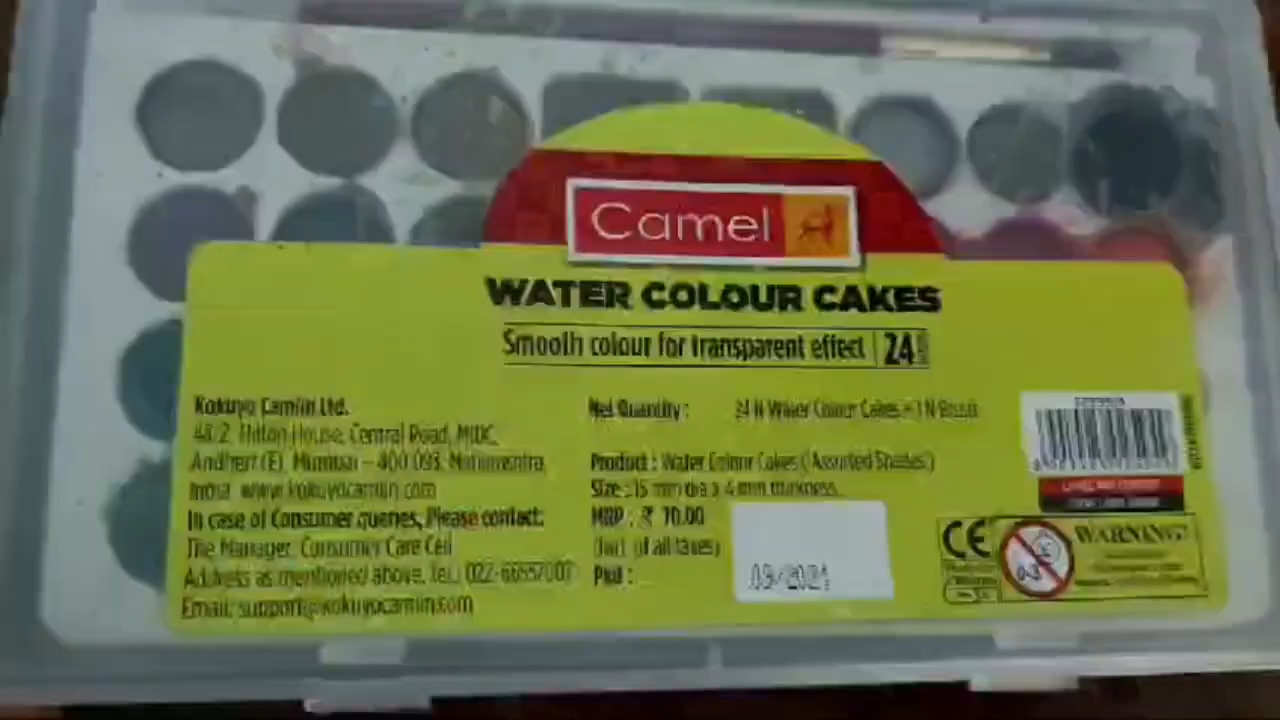 Camel
WATER COLOUR CAKES
Smooth colour for transparent effect 24
Kokuyo Camlin Ltd.
48/2, Hilton House, Central Road, MIDC,
Andheri (E), Mumbai – 400 093, Maharashtra,
India www.kokuyocamlin.com
In case of Consumer queries, Please contact:
The Manager, Consumer Care Cell
Address as mentioned above, Tel.: 022-66557007
Email: support@kokuyocamlin.com
Net Quantity : 24 N Water Colour Cakes + 1 N Brush
Product : Water Colour Cakes (Assorted Shades)
Size : 15 mm dia x 4 mm thickness
MRP : ₹ 70.00
(Incl. of all taxes)
Pkd : 09/2021
CE
0-3
WARNING!